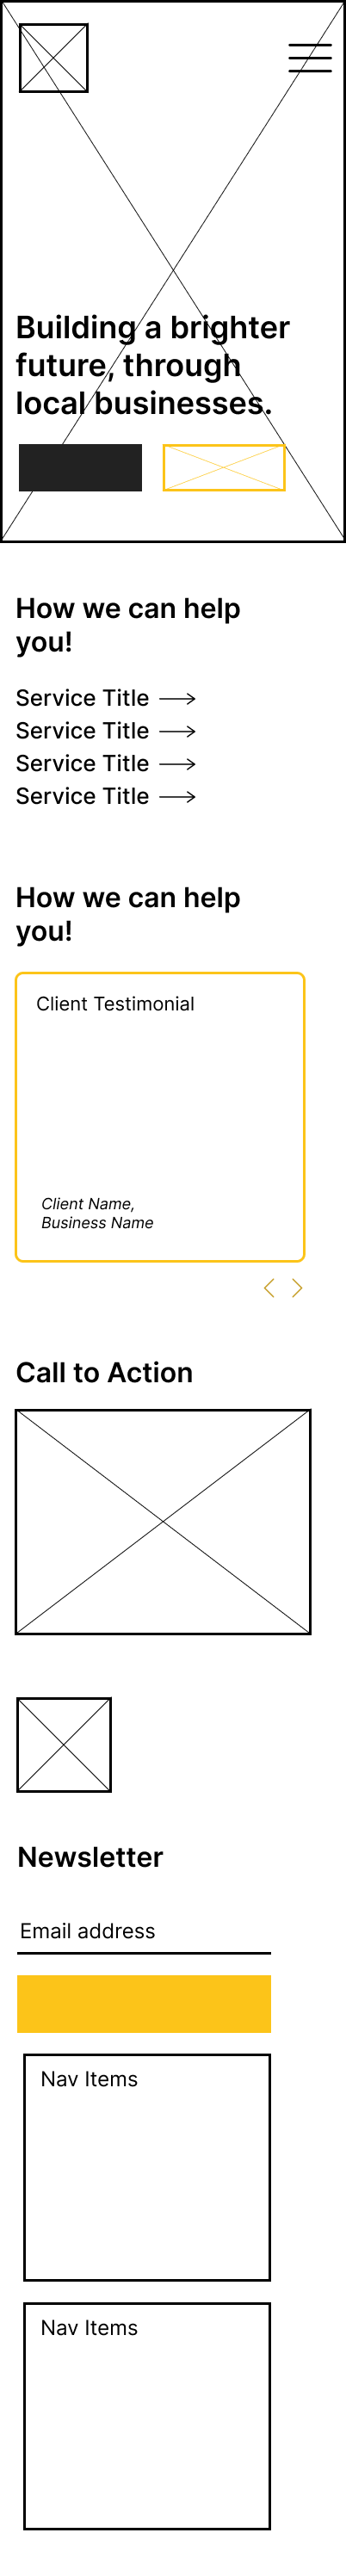 Building a brighter
future, through
local businesses.
How we can help
you!
Service Title
Service Title
Service Title
Service Title
How we can help
you!
Client Testimonial
Client Name,
Business Name
Call to Action
Newsletter
Email address
Nav Items
Nav Items